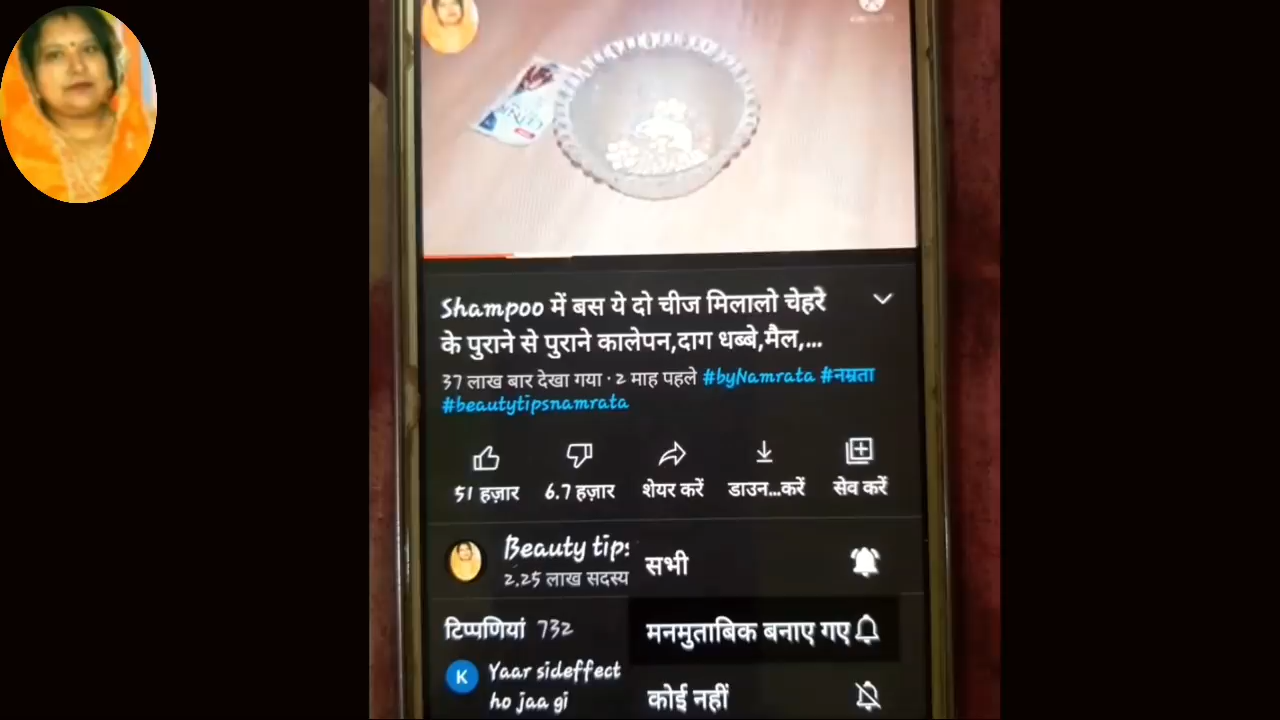 Shampoo में बस ये दो चीज मिलालो चेहरे
के पुराने से पुराने कालेपन,दाग धब्बे,मैल,...
37 लाख बार देखा गया · 2 माह पहले #byNamrata #नम्रता
#beautytipsnamrata
51 हज़ार 6.7 हज़ार शेयर करें डाउन...करें सेव करें
Beauty tips
2.25 लाख सदस्य
सभी
टिप्पणियां 732
मनमुताबिक बनाए गए
K
Yaar sideffect
ho jaa gi
कोई नहीं